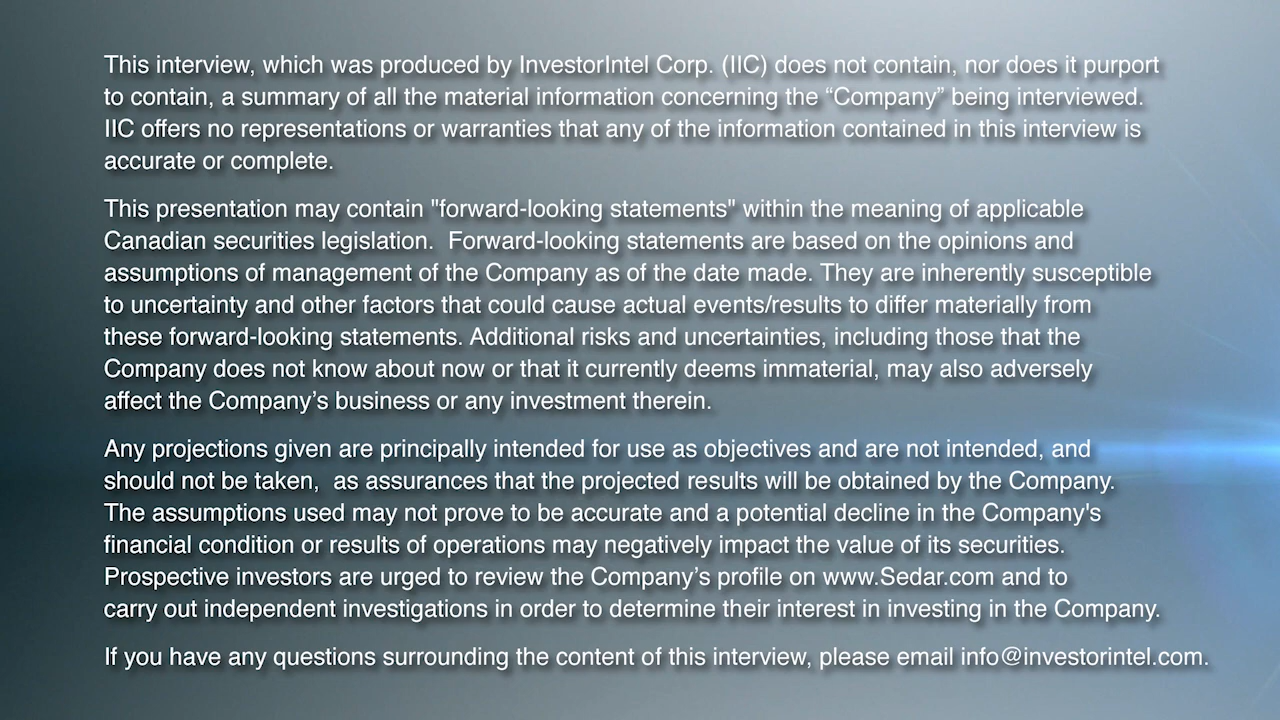 This interview, which was produced by InvestorIntel Corp. (IIC) does not contain, nor does it purport
to contain, a summary of all the material information concerning the “Company” being interviewed.
IIC offers no representations or warranties that any of the information contained in this interview is
accurate or complete.
This presentation may contain "forward-looking statements" within the meaning of applicable
Canadian securities legislation.  Forward-looking statements are based on the opinions and
assumptions of management of the Company as of the date made. They are inherently susceptible
to uncertainty and other factors that could cause actual events/results to differ materially from
these forward-looking statements. Additional risks and uncertainties, including those that the
Company does not know about now or that it currently deems immaterial, may also adversely
affect the Company’s business or any investment therein.
Any projections given are principally intended for use as objectives and are not intended, and
should not be taken,  as assurances that the projected results will be obtained by the Company.
The assumptions used may not prove to be accurate and a potential decline in the Company's
financial condition or results of operations may negatively impact the value of its securities.
Prospective investors are urged to review the Company’s profile on www.Sedar.com and to
carry out independent investigations in order to determine their interest in investing in the Company.
If you have any questions surrounding the content of this interview, please email info@investorintel.com.